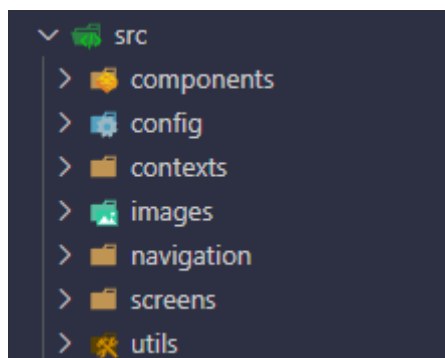 src
components
config
contexts
images
navigation
screens
utils